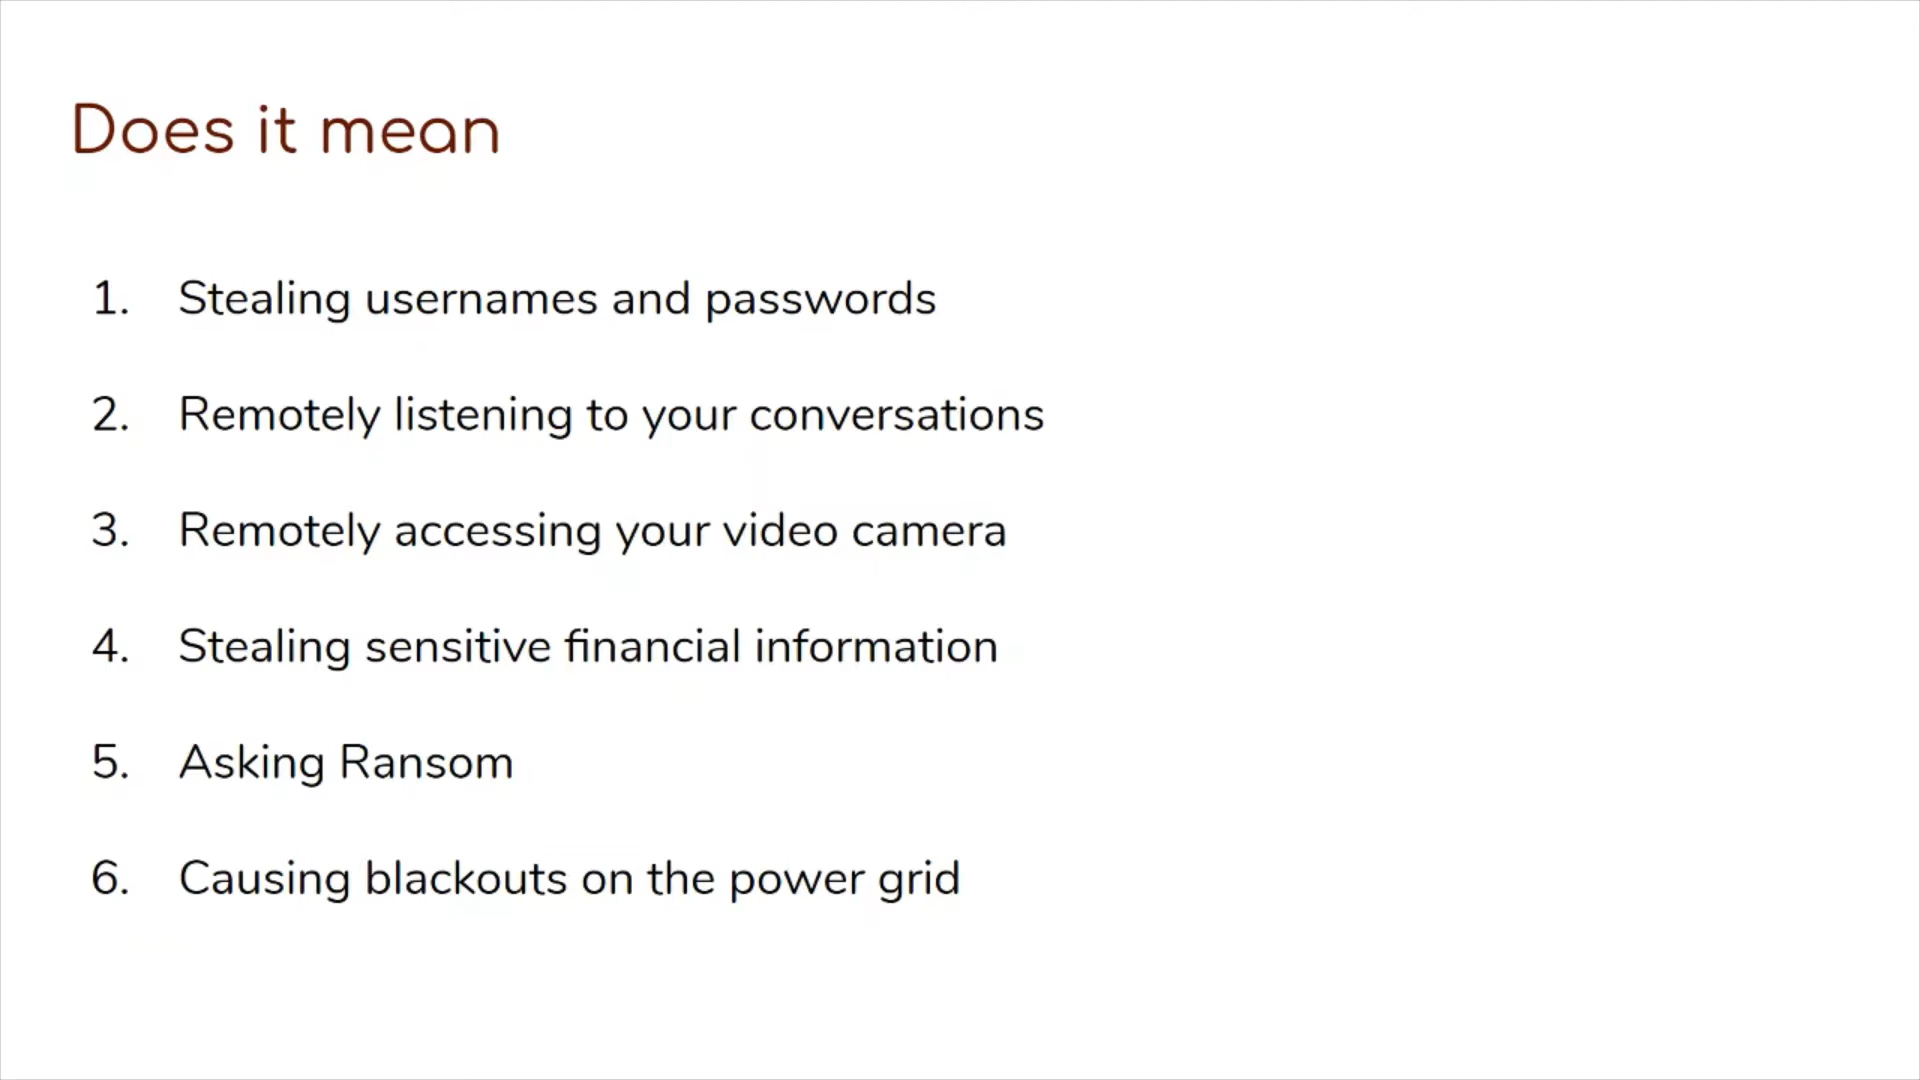 Does it mean
1. Stealing usernames and passwords
2. Remotely listening to your conversations
3. Remotely accessing your video camera
4. Stealing sensitive financial information
5. Asking Ransom
6. Causing blackouts on the power grid